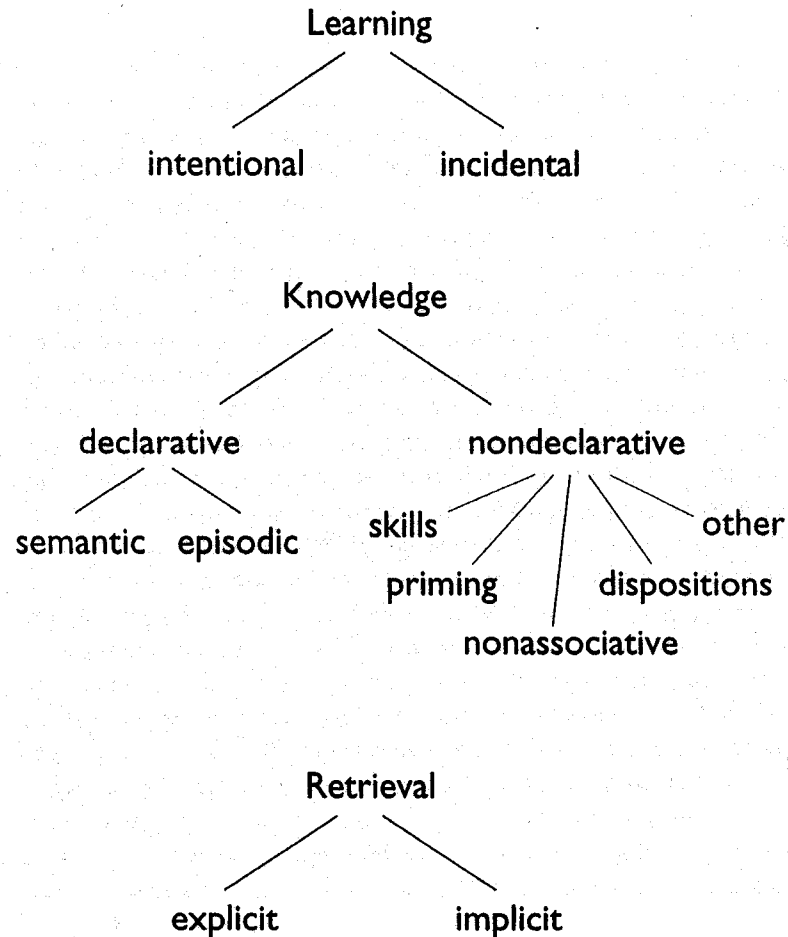 Learning
intentional incidental
Knowledge
declarative nondeclarative
semantic episodic skills other
priming dispositions
nonassociative
Retrieval
explicit implicit